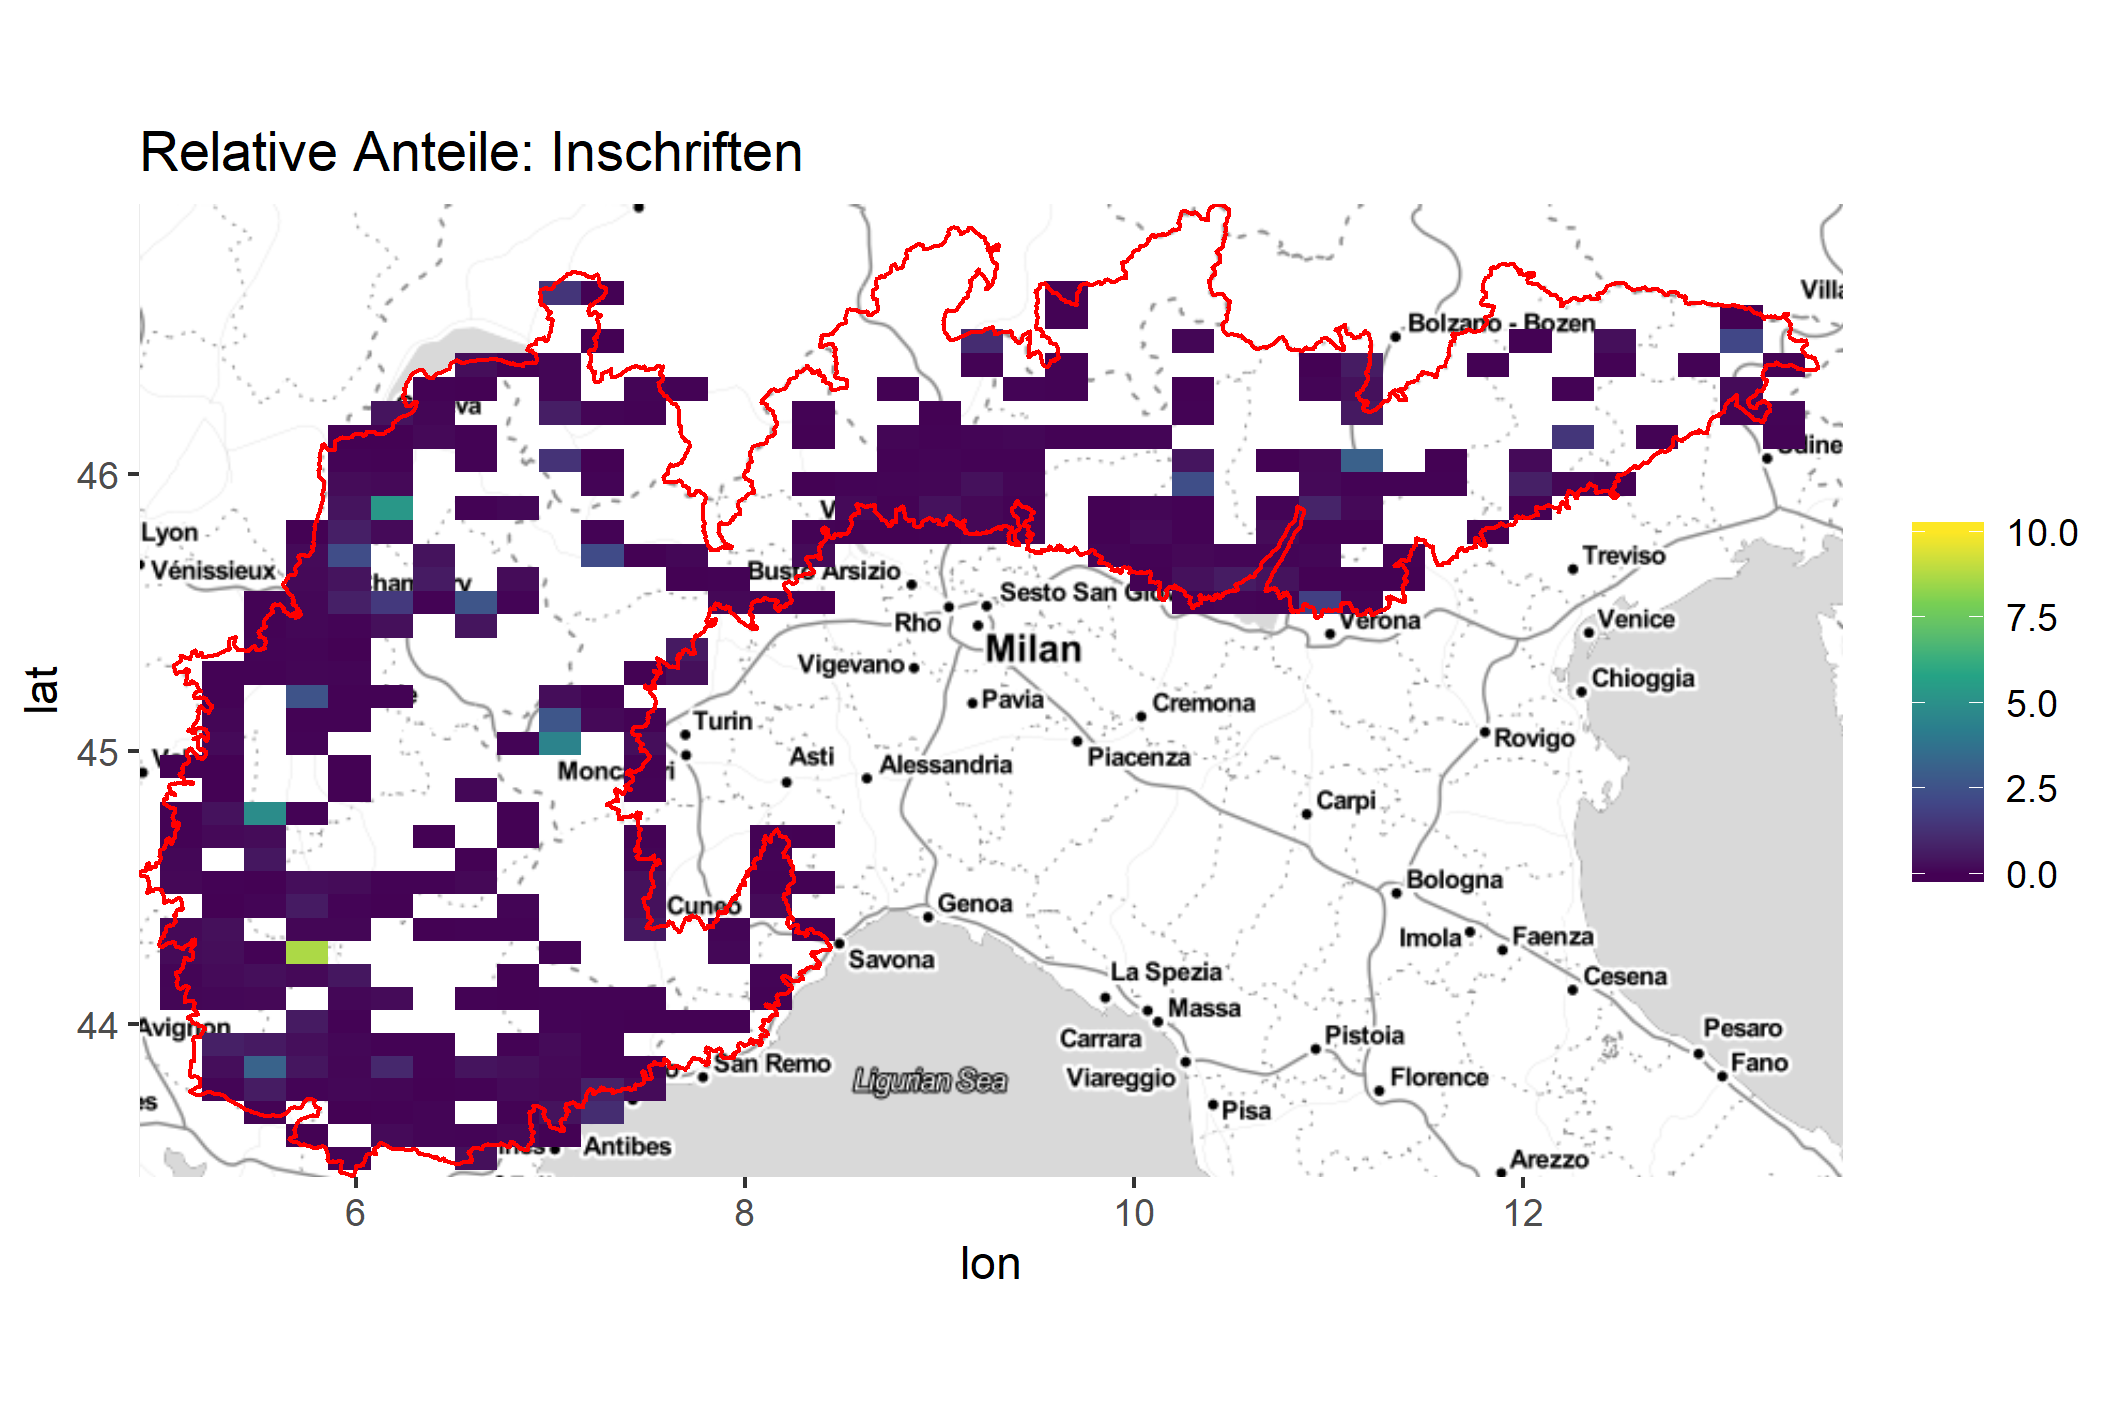 Relative Anteile: Inschriften
Bolzano - Bozen
Lyon
Vénissieux
Busto Arsizio
Sesto San
Rho
Milan
Vigevano
Pavia
Cremona
Piacenza
Turin
Asti
Alessandria
Verona
Treviso
Venice
Chioggia
Rovigo
Carpi
Bologna
Imola
Faenza
Cesena
Cuneo
Genoa
Savona
La Spezia
Massa
Carrara
Viareggio
Pistoia
Florence
Pisa
Arezzo
Pesaro
Fano
Avignon
San Remo
Antibes
Ligurian Sea
46
45
44
lat
6
8
10
12
lon
10.0
7.5
5.0
2.5
0.0